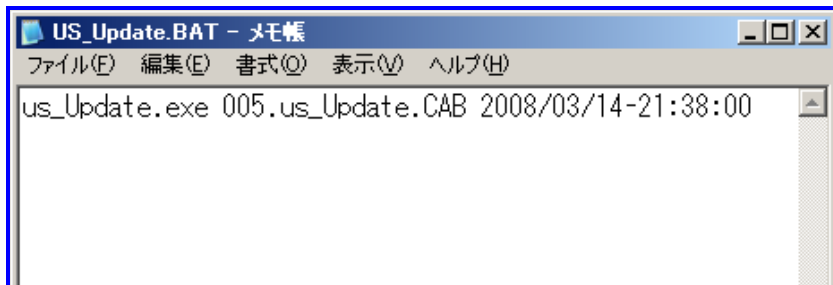 US_Update.BAT - メモ帳
ファイル(F) 編集(E) 書式(O) 表示(V) ヘルプ(H)
us_Update.exe 005.us_Update.CAB 2008/03/14-21:38:00